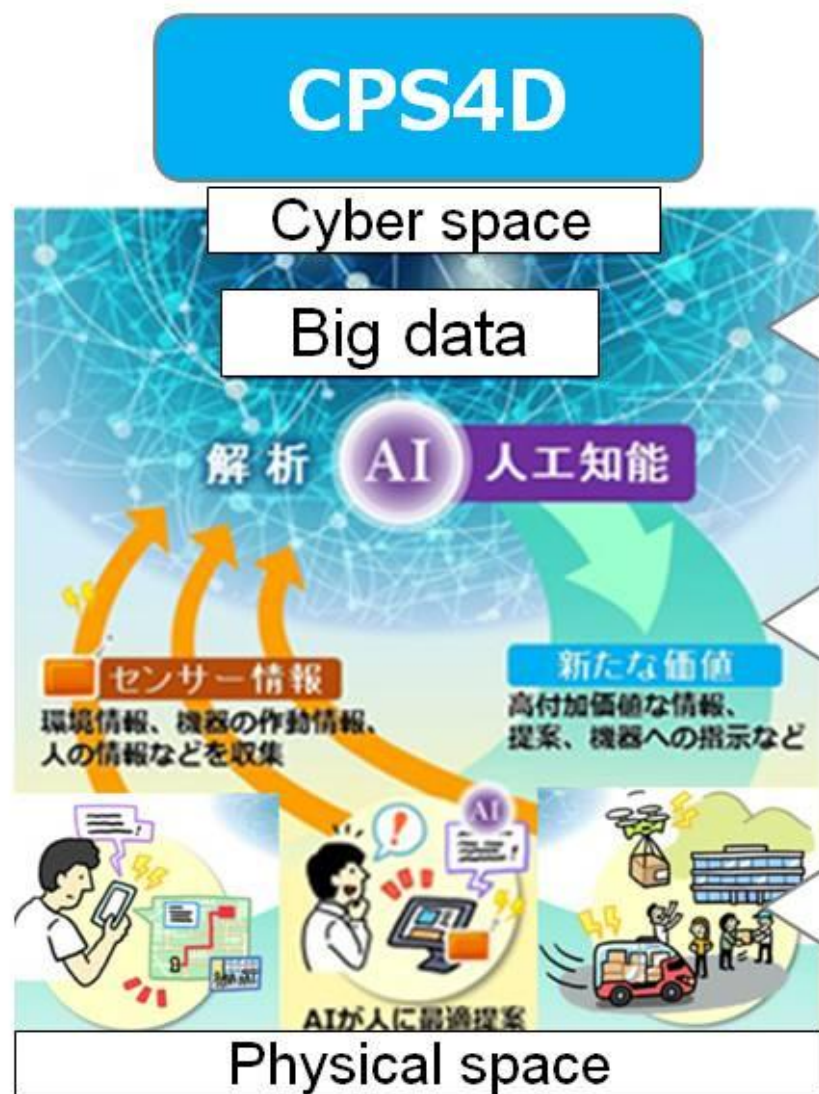 CPS4D
Cyber space
Big data
解析 AI 人工知能
センサー情報
環境情報、機器の作動情報、
人の情報などを収集
新たな価値
高付加価値な情報、
提案、機器への指示など
AI
AIが人に最適提案
Physical space